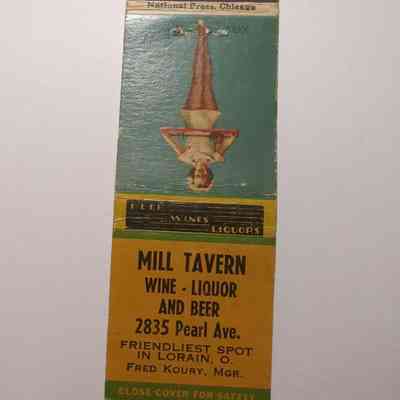 National Press, Chicago
BEER
WINES
LIQUORS
MILL TAVERN
WINE - LIQUOR
AND BEER
2835 Pearl Ave.
FRIENDLIEST SPOT
IN LORAIN, O.
FRED KOURY, MGR.
CLOSE COVER FOR SAFETY